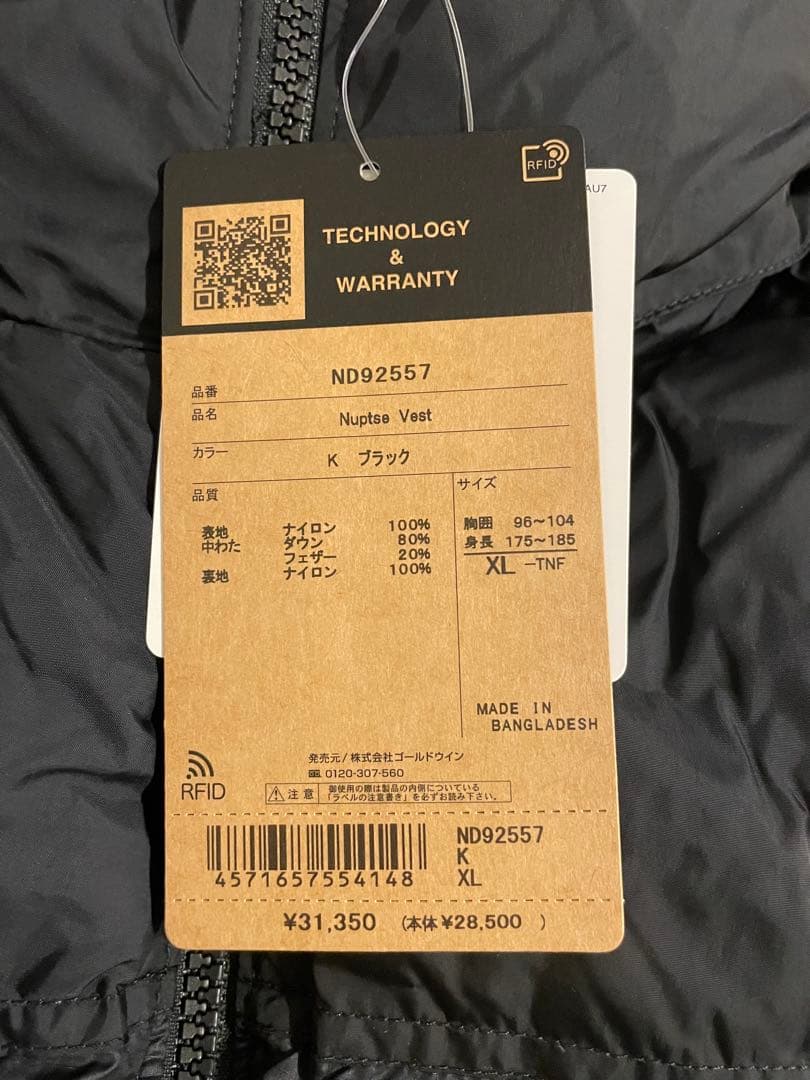 RFID
AU7
TECHNOLOGY
&
WARRANTY
品番 ND92557
品名 Nuptse Vest
カラー K ブラック
品質
表地 ナイロン 100%
中わた ダウン 80%
フェザー 20%
裏地 ナイロン 100%
サイズ
胸囲 96~104
身長 175~185
XL -TNF
MADE IN
BANGLADESH
RFID
発売元/株式会社ゴールドウイン
0120-307-560
注意 御使用の際は製品の内側についている
「ラベルの注意書き」を必ずお読み下さい。
4571657554148
ND92557
K
XL
¥31,350 (本体¥28,500 )